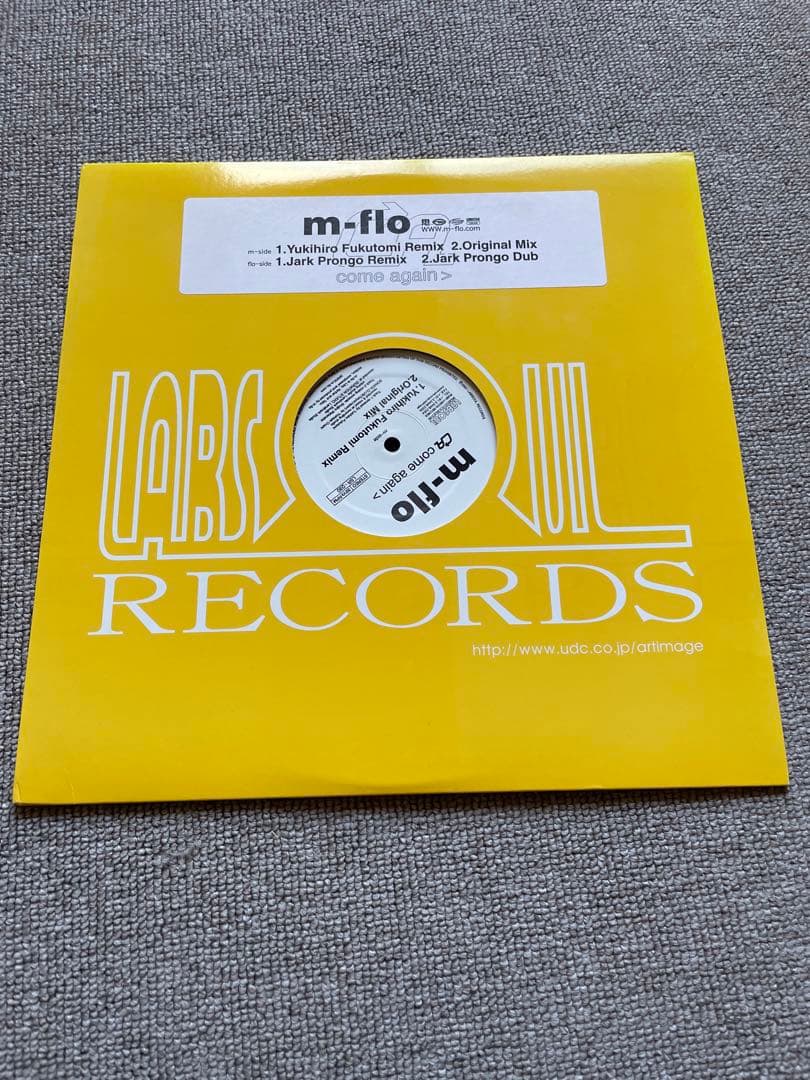 m-flo WWW.m-flo.com
m-side 1.Yukihiro Fukutomi Remix 2.Original Mix
flo-side 1.Jark Prongo Remix 2.Jark Prongo Dub
come again>
LABSOUL
RECORDS
http://www.udc.co.jp/artimage
m-flo
come again>
m-side
1. Yukihiro Fukutomi Remix
2.Original Mix